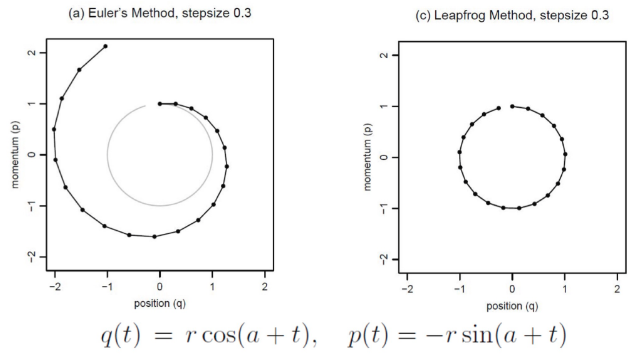 (a) Euler's Method, stepsize 0.3
2
1
0
−1
−2
momentum (p)
−2 −1 0 1 2
position (q)
(c) Leapfrog Method, stepsize 0.3
2
1
0
−1
−2
momentum (p)
−2 −1 0 1 2
position (q)
q(t) = r cos(a + t), p(t) = −r sin(a + t)